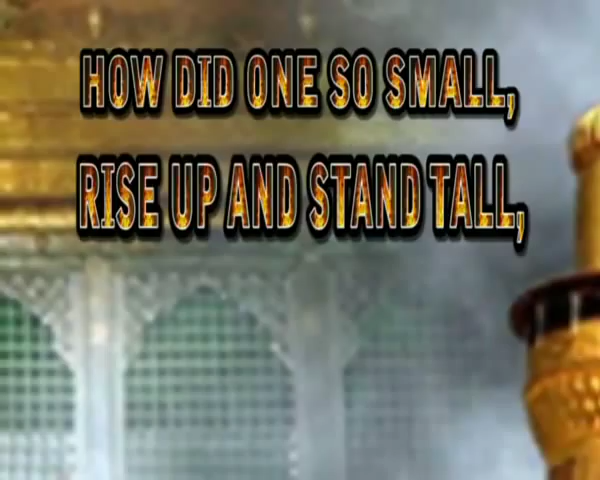 HOW DID ONE SO SMALL,
RISE UP AND STAND TALL,